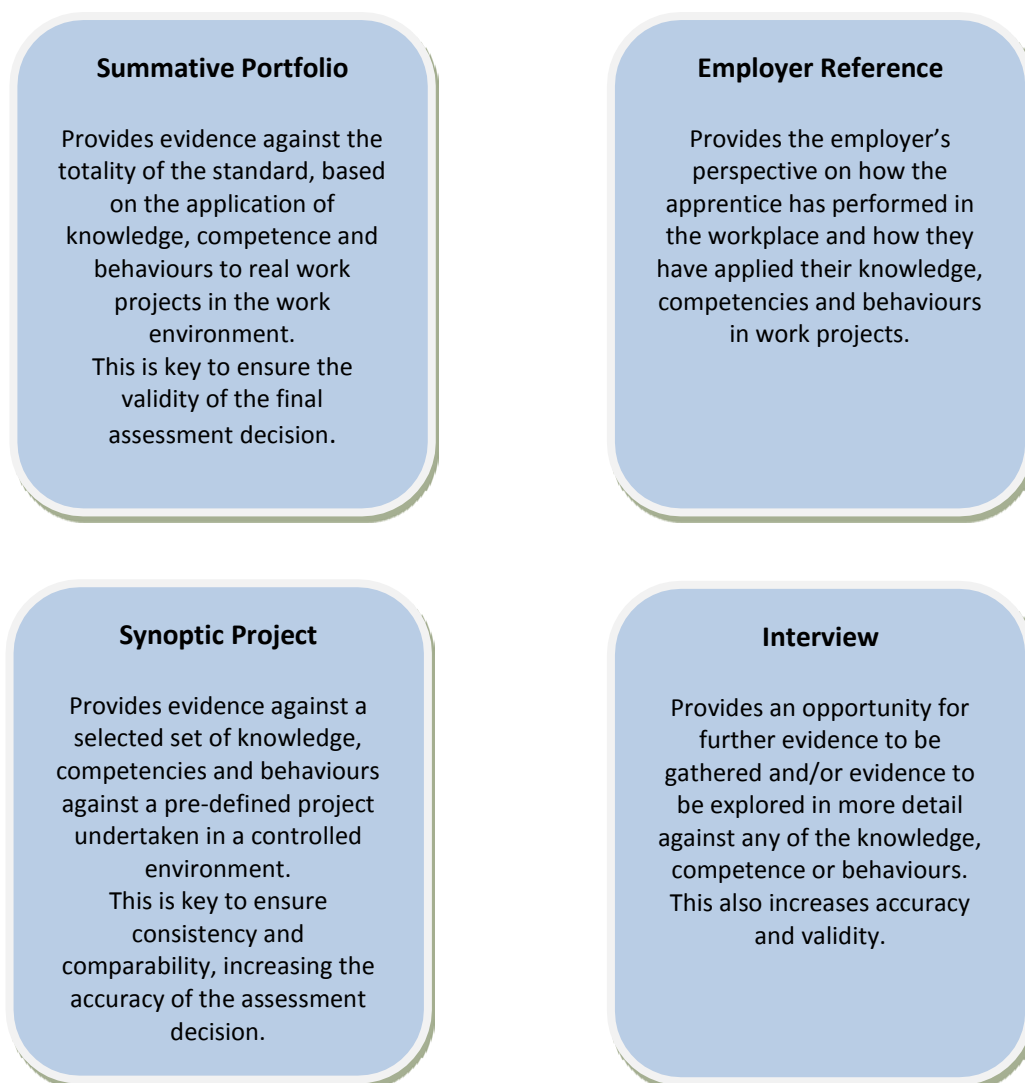 Summative Portfolio
Provides evidence against the
totality of the standard, based
on the application of
knowledge, competence and
behaviours to real work
projects in the work
environment.
This is key to ensure the
validity of the final
assessment decision.
Employer Reference
Provides the employer’s
perspective on how the
apprentice has performed in
the workplace and how they
have applied their knowledge,
competencies and behaviours
in work projects.
Synoptic Project
Provides evidence against a
selected set of knowledge,
competencies and behaviours
against a pre-defined project
undertaken in a controlled
environment.
This is key to ensure
consistency and
comparability, increasing the
accuracy of the assessment
decision.
Interview
Provides an opportunity for
further evidence to be
gathered and/or evidence to
be explored in more detail
against any of the knowledge,
competence or behaviours.
This also increases accuracy
and validity.